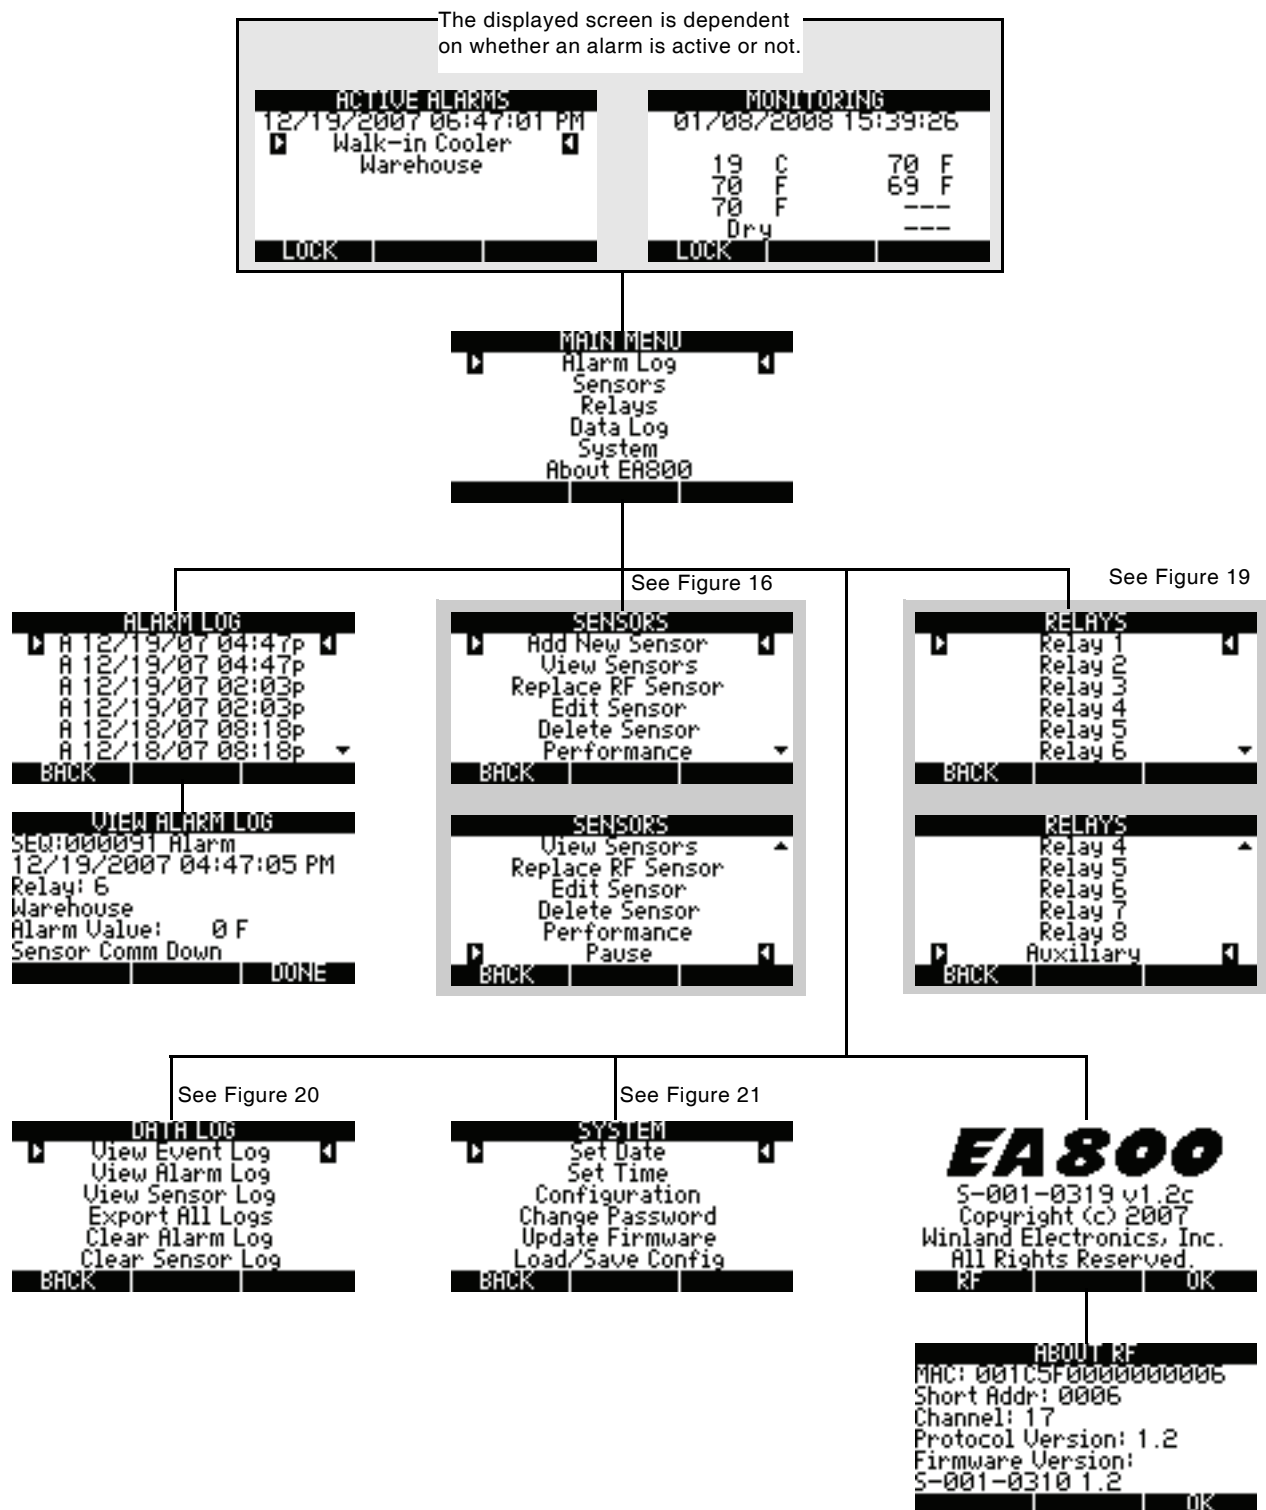 The displayed screen is dependent
on whether an alarm is active or not.
ACTIVE ALARMS
12/19/2007 06:47:01 PM
Walk-in Cooler
Warehouse
LOCK
MONITORING
01/08/2008 15:39:26
19 C 70 F
70 F 69 F
70 F ---
Dry ---
LOCK
MAIN MENU
Alarm Log
Sensors
Relays
Data Log
System
About EA800
See Figure 16
See Figure 19
ALARM LOG
A 12/19/07 04:47p
A 12/19/07 04:47p
A 12/19/07 02:03p
A 12/19/07 02:03p
A 12/18/07 08:18p
A 12/18/07 08:18p
BACK
VIEW ALARM LOG
SEQ:000091 Alarm
12/19/2007 04:47:05 PM
Relay: 6
Warehouse
Alarm Value: 0 F
Sensor Comm Down
DONE
SENSORS
Add New Sensor
View Sensors
Replace RF Sensor
Edit Sensor
Delete Sensor
Performance
BACK
SENSORS
View Sensors
Replace RF Sensor
Edit Sensor
Delete Sensor
Performance
Pause
BACK
RELAYS
Relay 1
Relay 2
Relay 3
Relay 4
Relay 5
Relay 6
BACK
RELAYS
Relay 4
Relay 5
Relay 6
Relay 7
Relay 8
Auxiliary
BACK
See Figure 20
See Figure 21
DATA LOG
View Event Log
View Alarm Log
View Sensor Log
Export All Logs
Clear Alarm Log
Clear Sensor Log
BACK
SYSTEM
Set Date
Set Time
Configuration
Change Password
Update Firmware
Load/Save Config
BACK
EA800
S-001-0319 v1.2c
Copyright (c) 2007
Winland Electronics, Inc.
All Rights Reserved.
RF OK
ABOUT RF
MAC: 001C5F0000000006
Short Addr: 0006
Channel: 17
Protocol Version: 1.2
Firmware Version:
S-001-0310 1.2
OK